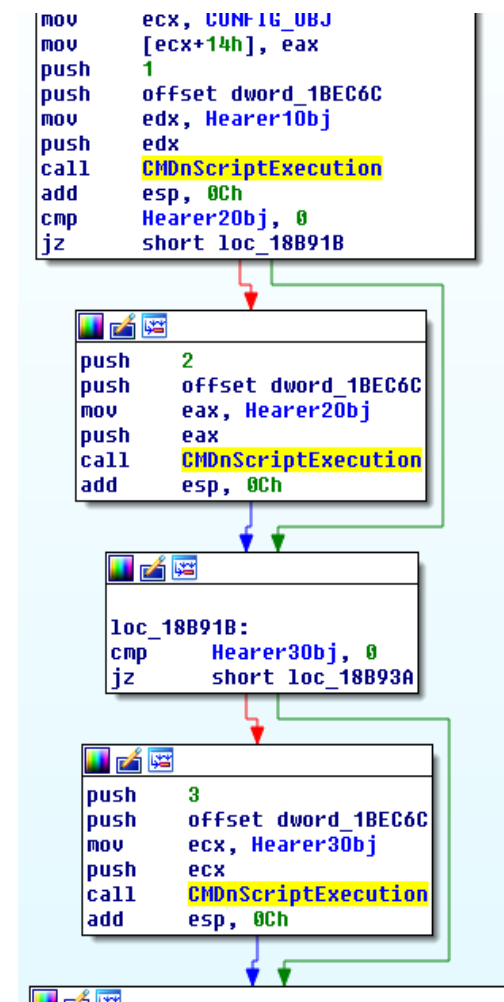 mov ecx, CONFIG_OBJ
mov [ecx+14h], eax
push 1
push offset dword_1BEC6C
mov edx, Hearer1Obj
push edx
call CMDnScriptExecution
add esp, 0Ch
cmp Hearer2Obj, 0
jz short loc_18B91B
push 2
push offset dword_1BEC6C
mov eax, Hearer2Obj
push eax
call CMDnScriptExecution
add esp, 0Ch
loc_18B91B:
cmp Hearer3Obj, 0
jz short loc_18B93A
push 3
push offset dword_1BEC6C
mov ecx, Hearer3Obj
push ecx
call CMDnScriptExecution
add esp, 0Ch